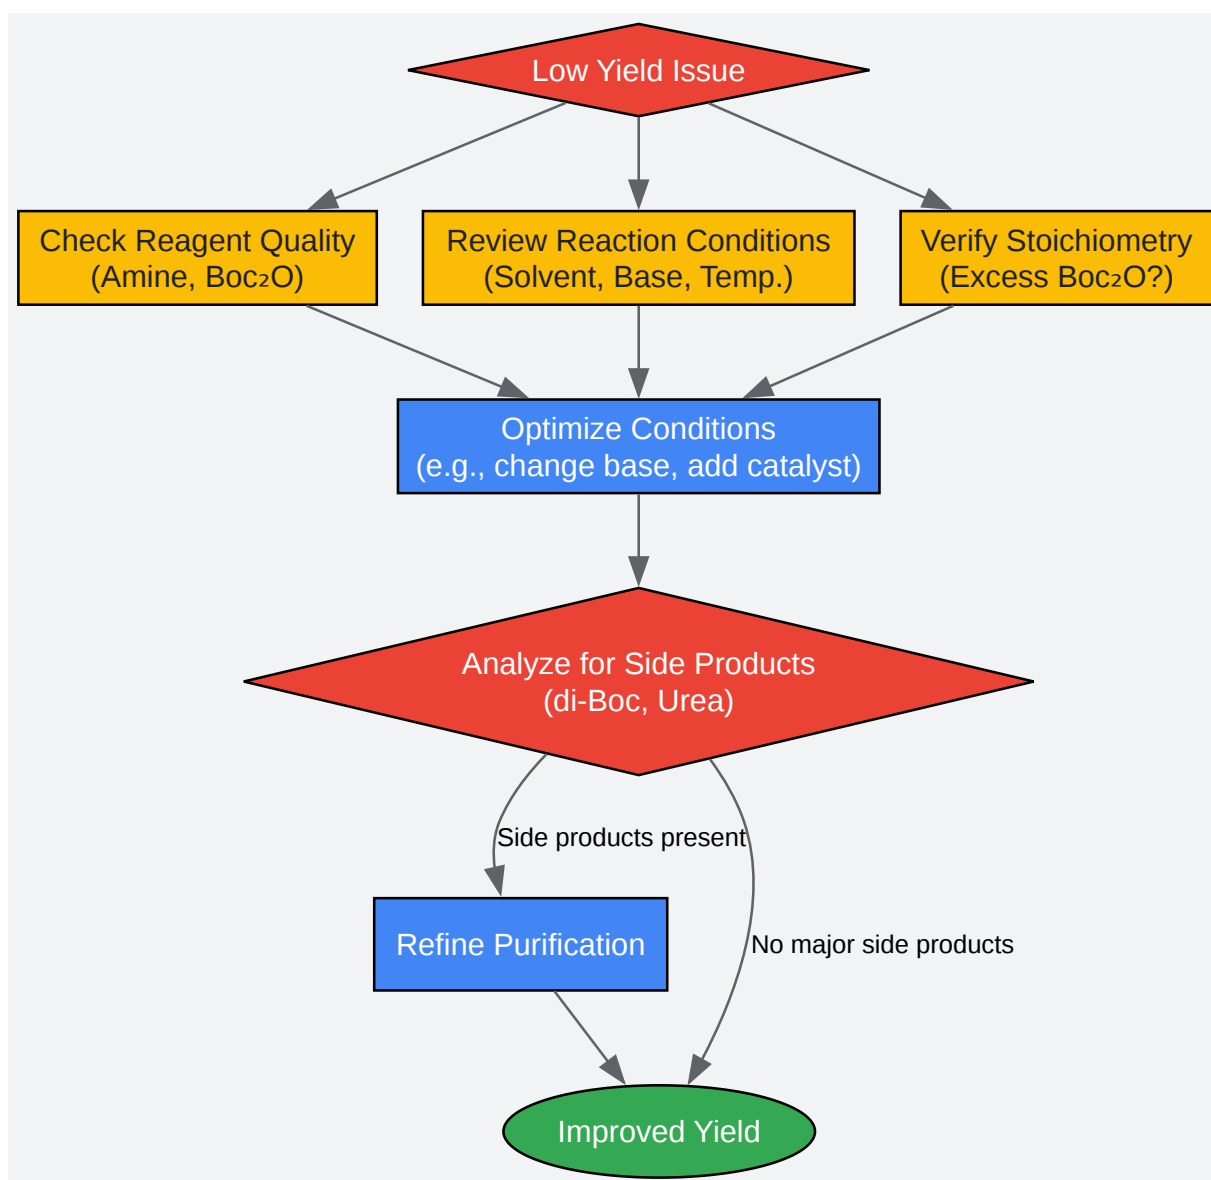 Low Yield Issue
Check Reagent Quality
(Amine, Boc₂O)
Review Reaction Conditions
(Solvent, Base, Temp.)
Verify Stoichiometry
(Excess Boc₂O?)
Optimize Conditions
(e.g., change base, add catalyst)
Analyze for Side Products
(di-Boc, Urea)
Side products present
Refine Purification
No major side products
Improved Yield